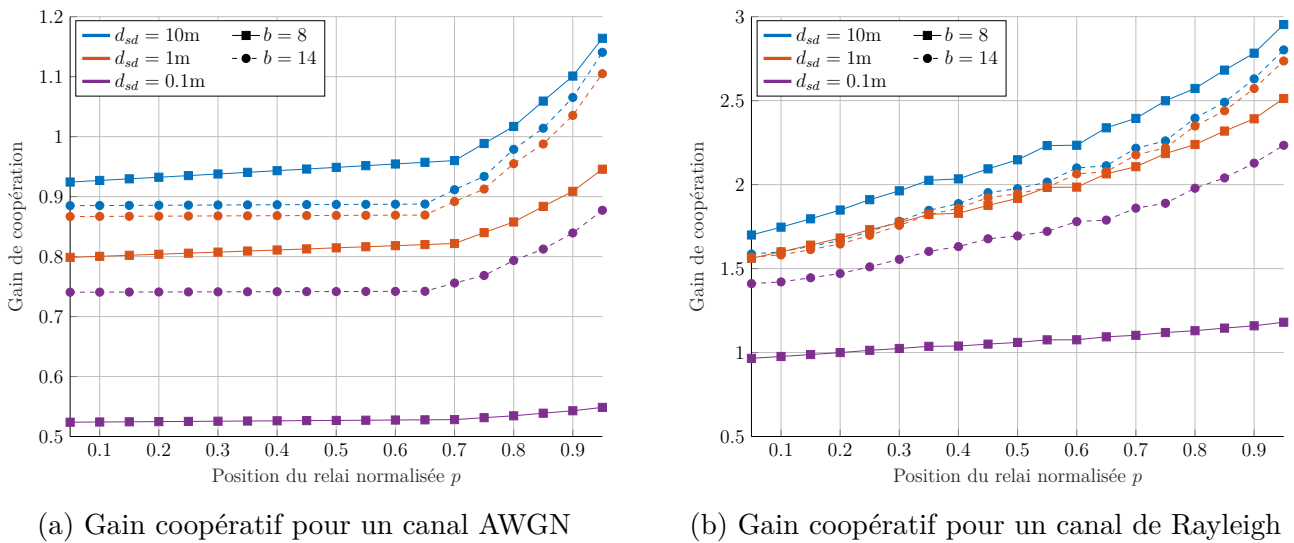 d_sd = 10m
d_sd = 1m
d_sd = 0.1m
b = 8
b = 14
1.2
1.1
1
0.9
0.8
0.7
0.6
0.5
Gain de coopération
0.1 0.2 0.3 0.4 0.5 0.6 0.7 0.8 0.9
Position du relai normalisée p
(a) Gain coopératif pour un canal AWGN
d_sd = 10m
d_sd = 1m
d_sd = 0.1m
b = 8
b = 14
3
2.5
2
1.5
1
0.5
Gain de coopération
0.1 0.2 0.3 0.4 0.5 0.6 0.7 0.8 0.9
Position du relai normalisée p
(b) Gain coopératif pour un canal de Rayleigh